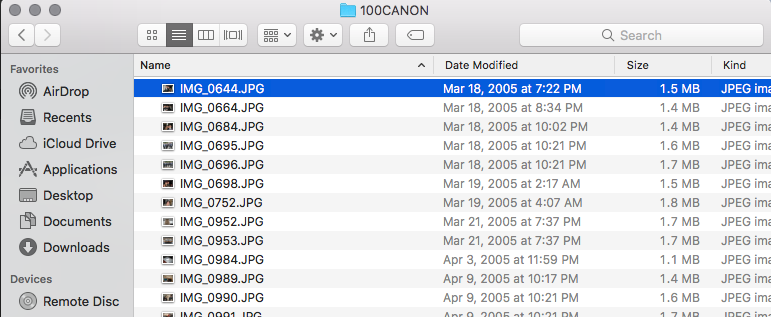 100CANON
Search
Favorites
AirDrop
Recents
iCloud Drive
Applications
Desktop
Documents
Downloads
Devices
Remote Disc
Name Date Modified Size Kind
IMG_0644.JPG Mar 18, 2005 at 7:22 PM 1.5 MB JPEG ima
IMG_0664.JPG Mar 18, 2005 at 8:34 PM 1.4 MB JPEG ima
IMG_0684.JPG Mar 18, 2005 at 10:02 PM 1.4 MB JPEG ima
IMG_0695.JPG Mar 18, 2005 at 10:21 PM 1.6 MB JPEG ima
IMG_0696.JPG Mar 18, 2005 at 10:21 PM 1.7 MB JPEG ima
IMG_0698.JPG Mar 19, 2005 at 2:17 AM 1.5 MB JPEG ima
IMG_0752.JPG Mar 19, 2005 at 4:07 AM 1.8 MB JPEG ima
IMG_0952.JPG Mar 21, 2005 at 7:37 PM 1.7 MB JPEG ima
IMG_0953.JPG Mar 21, 2005 at 7:37 PM 1.7 MB JPEG ima
IMG_0984.JPG Apr 3, 2005 at 11:59 PM 1.1 MB JPEG ima
IMG_0989.JPG Apr 9, 2005 at 10:17 PM 1.4 MB JPEG ima
IMG_0990.JPG Apr 9, 2005 at 10:21 PM 1.6 MB JPEG ima
IMG_0991.JPG Apr 9, 2005 at 10:21 PM 1.7 MB JPEG ima